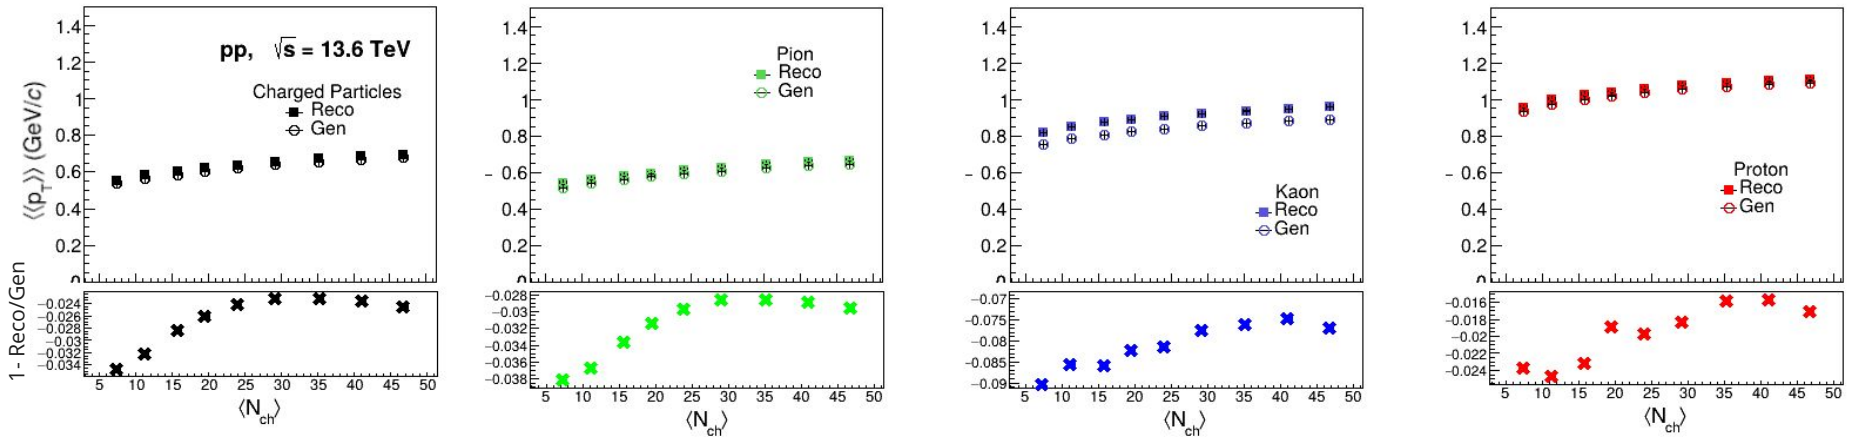 1.4
1.2
1
0.8
0.6
0.4
0.2
0
⟨⟨p_T⟩⟩ (GeV/c)
pp, √s = 13.6 TeV
Charged Particles
Reco
Gen
1.4
1.2
1
0.8
0.6
0.4
0.2
0
Pion
Reco
Gen
1.4
1.2
1
0.8
0.6
0.4
0.2
0
Kaon
Reco
Gen
1.4
1.2
1
0.8
0.6
0.4
0.2
0
Proton
Reco
Gen
1 - Reco/Gen
−0.024
−0.026
−0.028
−0.03
−0.032
−0.034
5 10 15 20 25 30 35 40 45 50
⟨N_ch⟩
−0.028
−0.03
−0.032
−0.034
−0.036
−0.038
5 10 15 20 25 30 35 40 45 50
⟨N_ch⟩
−0.07
−0.075
−0.08
−0.085
−0.09
5 10 15 20 25 30 35 40 45 50
⟨N_ch⟩
−0.016
−0.018
−0.02
−0.022
−0.024
5 10 15 20 25 30 35 40 45 50
⟨N_ch⟩